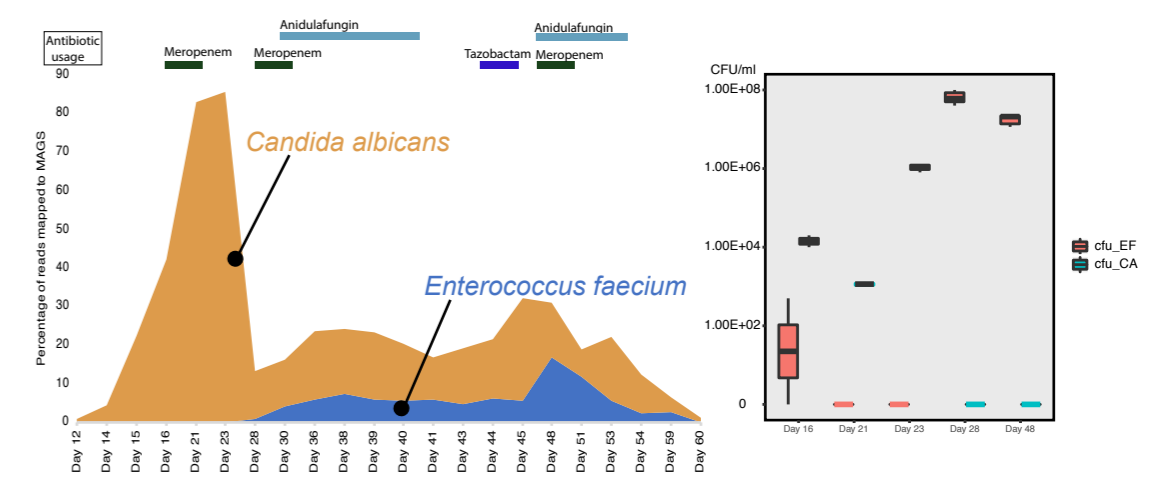 Antibiotic
usage
Meropenem
Meropenem
Anidulafungin
Tazobactam
Anidulafungin
Meropenem
Percentage of reads mapped to MAGS
90
80
70
60
50
40
30
20
10
0
Candida albicans
Enterococcus faecium
Day 12
Day 14
Day 15
Day 16
Day 21
Day 23
Day 28
Day 30
Day 36
Day 38
Day 39
Day 40
Day 41
Day 43
Day 44
Day 45
Day 48
Day 51
Day 53
Day 54
Day 59
Day 60
CFU/ml
1.00E+08
1.00E+06
1.00E+04
1.00E+02
0
Day 16
Day 21
Day 23
Day 28
Day 48
cfu_EF
cfu_CA